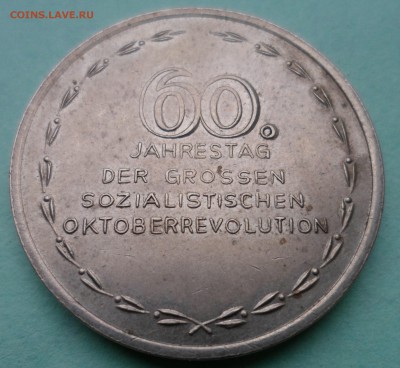 COINS.LAVE.RU
60.
JAHRESTAG
DER GROSSEN
SOZIALISTISCHEN
OKTOBERREVOLUTION